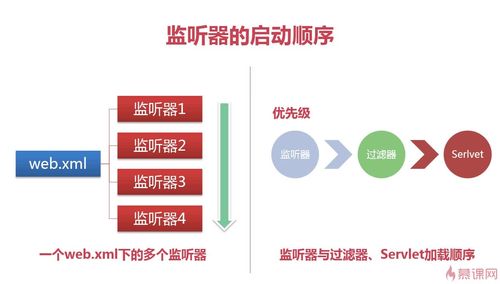 监听器的启动顺序
web.xml
监听器1
监听器2
监听器3
监听器4
一个web.xml下的多个监听器
优先级
监听器
过滤器
Serlvet
监听器与过滤器、Servlet加载顺序
慕课网